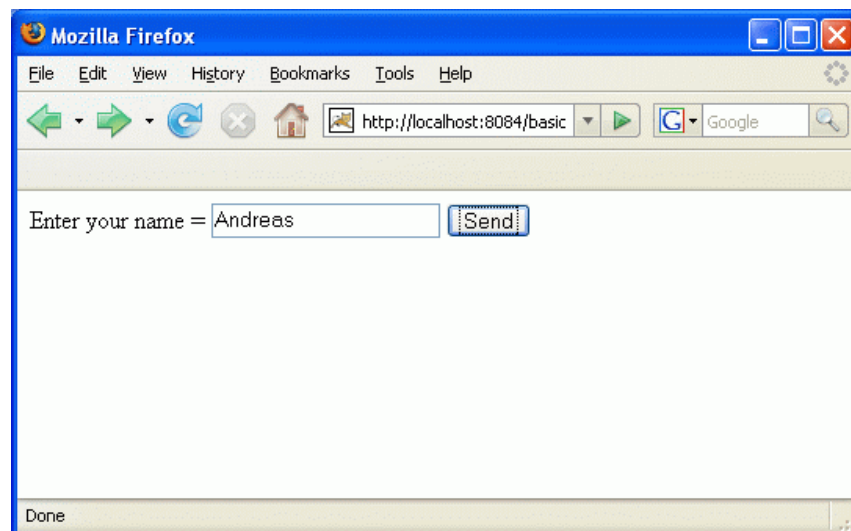 Mozilla Firefox
File Edit View History Bookmarks Tools Help
http://localhost:8084/basic G Google
Enter your name = Andreas Send
Done